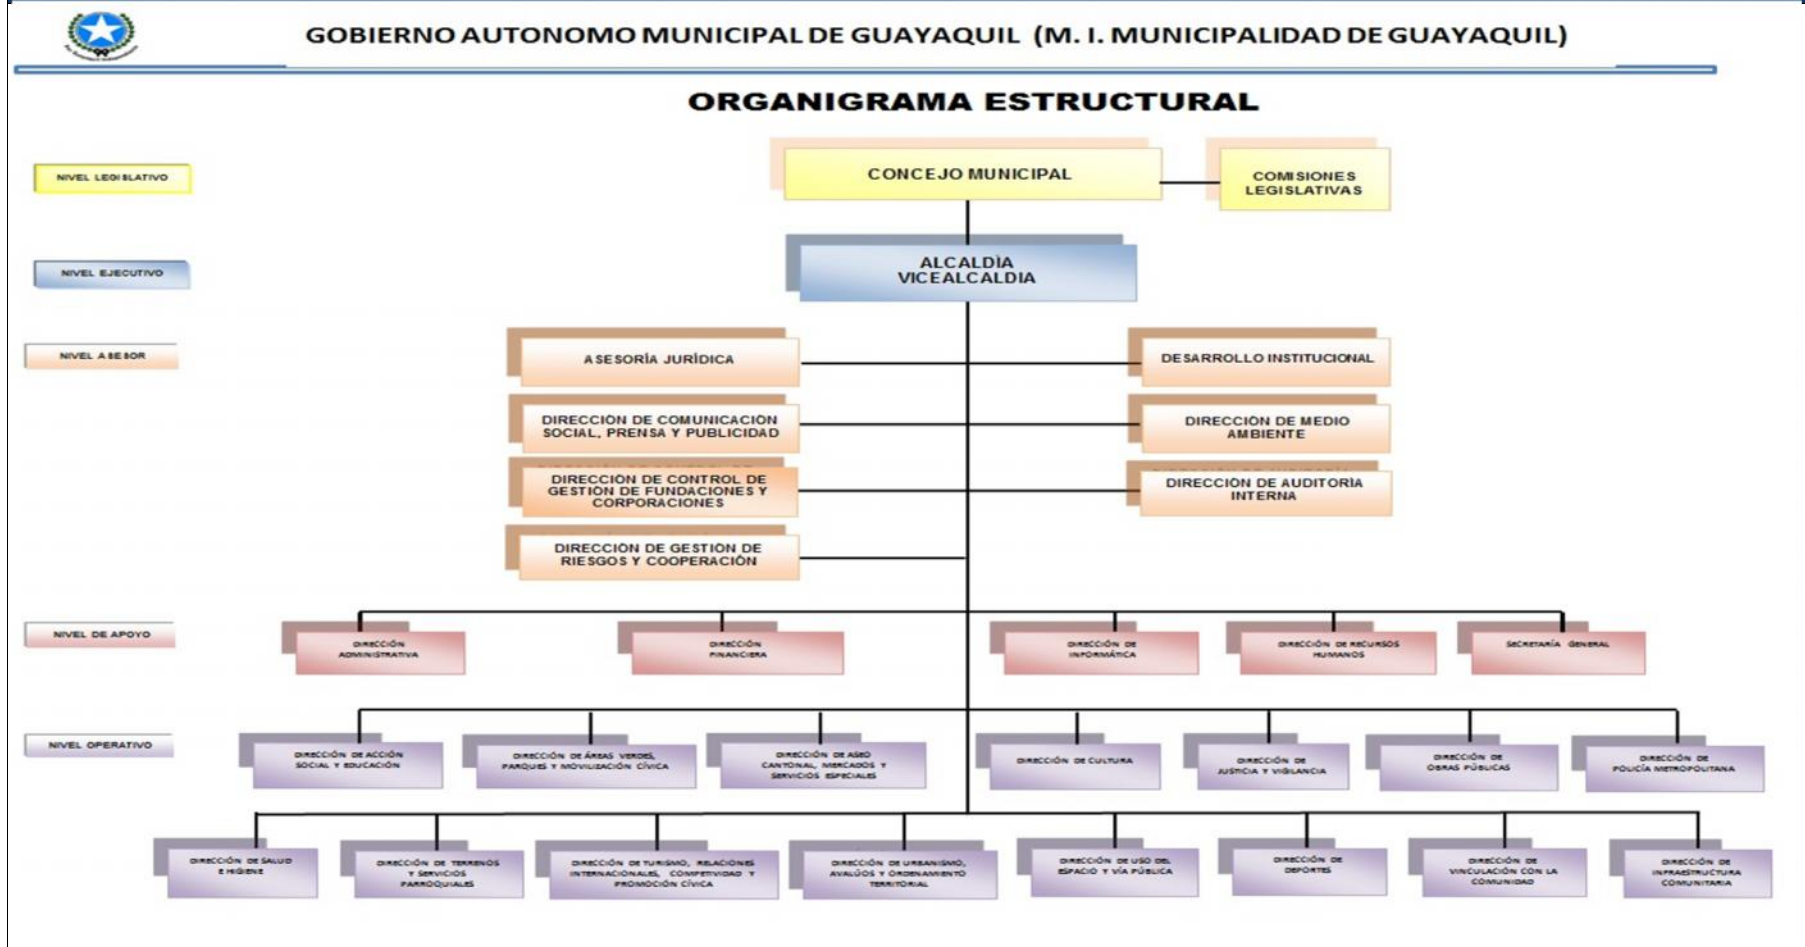 GOBIERNO AUTONOMO MUNICIPAL DE GUAYAQUIL (M. I. MUNICIPALIDAD DE GUAYAQUIL)
ORGANIGRAMA ESTRUCTURAL
NIVEL LEGISLATIVO
CONCEJO MUNICIPAL
COMISIONES
LEGISLATIVAS
NIVEL EJECUTIVO
ALCALDÌA
VICEALCALDIA
NIVEL ASESOR
ASESORÍA JURÍDICA
DESARROLLO INSTITUCIONAL
DIRECCIÓN DE COMUNICACIÓN
SOCIAL, PRENSA Y PUBLICIDAD
DIRECCIÓN DE MEDIO
AMBIENTE
DIRECCIÓN DE CONTROL DE
GESTIÓN DE FUNDACIONES Y
CORPORACIONES
DIRECCIÓN DE AUDITORÌA
INTERNA
DIRECCIÓN DE GESTIÓN DE
RIESGOS Y COOPERACIÓN
NIVEL DE APOYO
DIRECCIÓN
ADMINISTRATIVA
DIRECCIÓN
FINANCIERA
DIRECCIÓN DE
INFORMÁTICA
DIRECCIÓN DE RECURSOS
HUMANOS
SECRETARÍA GENERAL
NIVEL OPERATIVO
DIRECCIÓN DE ACCIÓN
SOCIAL Y EDUCACIÓN
DIRECCIÓN DE ÁREAS VERDES,
PARQUES Y MOVILIZACIÓN CÍVICA
DIRECCIÓN DE ASEO
CANTONAL, MERCADOS Y
SERVICIOS ESPECIALES
DIRECCIÓN DE CULTURA
DIRECCIÓN DE
JUSTICIA Y VIGILANCIA
DIRECCIÓN DE
OBRAS PÚBLICAS
DIRECCIÓN DE
POLICÍA METROPOLITANA
DIRECCIÓN DE SALUD
E HIGIENE
DIRECCIÓN DE TERRENOS
Y SERVICIOS
PARROQUIALES
DIRECCIÓN DE TURISMO, RELACIONES
INTERNACIONALES, COMPETIVIDAD Y
PROMOCIÓN CÍVICA
DIRECCIÓN DE URBANISMO,
AVALÚOS Y ORDENAMIENTO
TERRITORIAL
DIRECCIÓN DE USO DEL
ESPACIO Y VÍA PÚBLICA
DIRECCIÓN DE
DEPORTES
DIRECCIÓN DE
VINCULACIÓN CON LA
COMUNIDAD
DIRECCIÓN DE
INFRAESTRUCTURA
COMUNITARIA